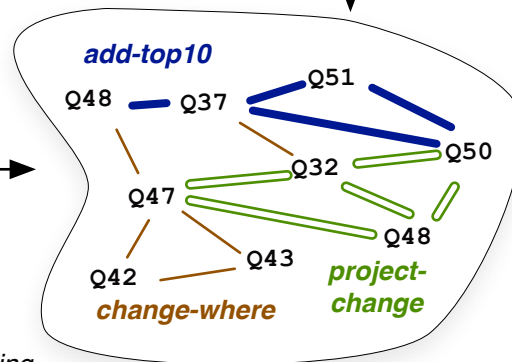 add-top10
Q51
Q48
Q37
Q50
Q32
Q47
Q48
Q43
Q42
project-
change
change-where